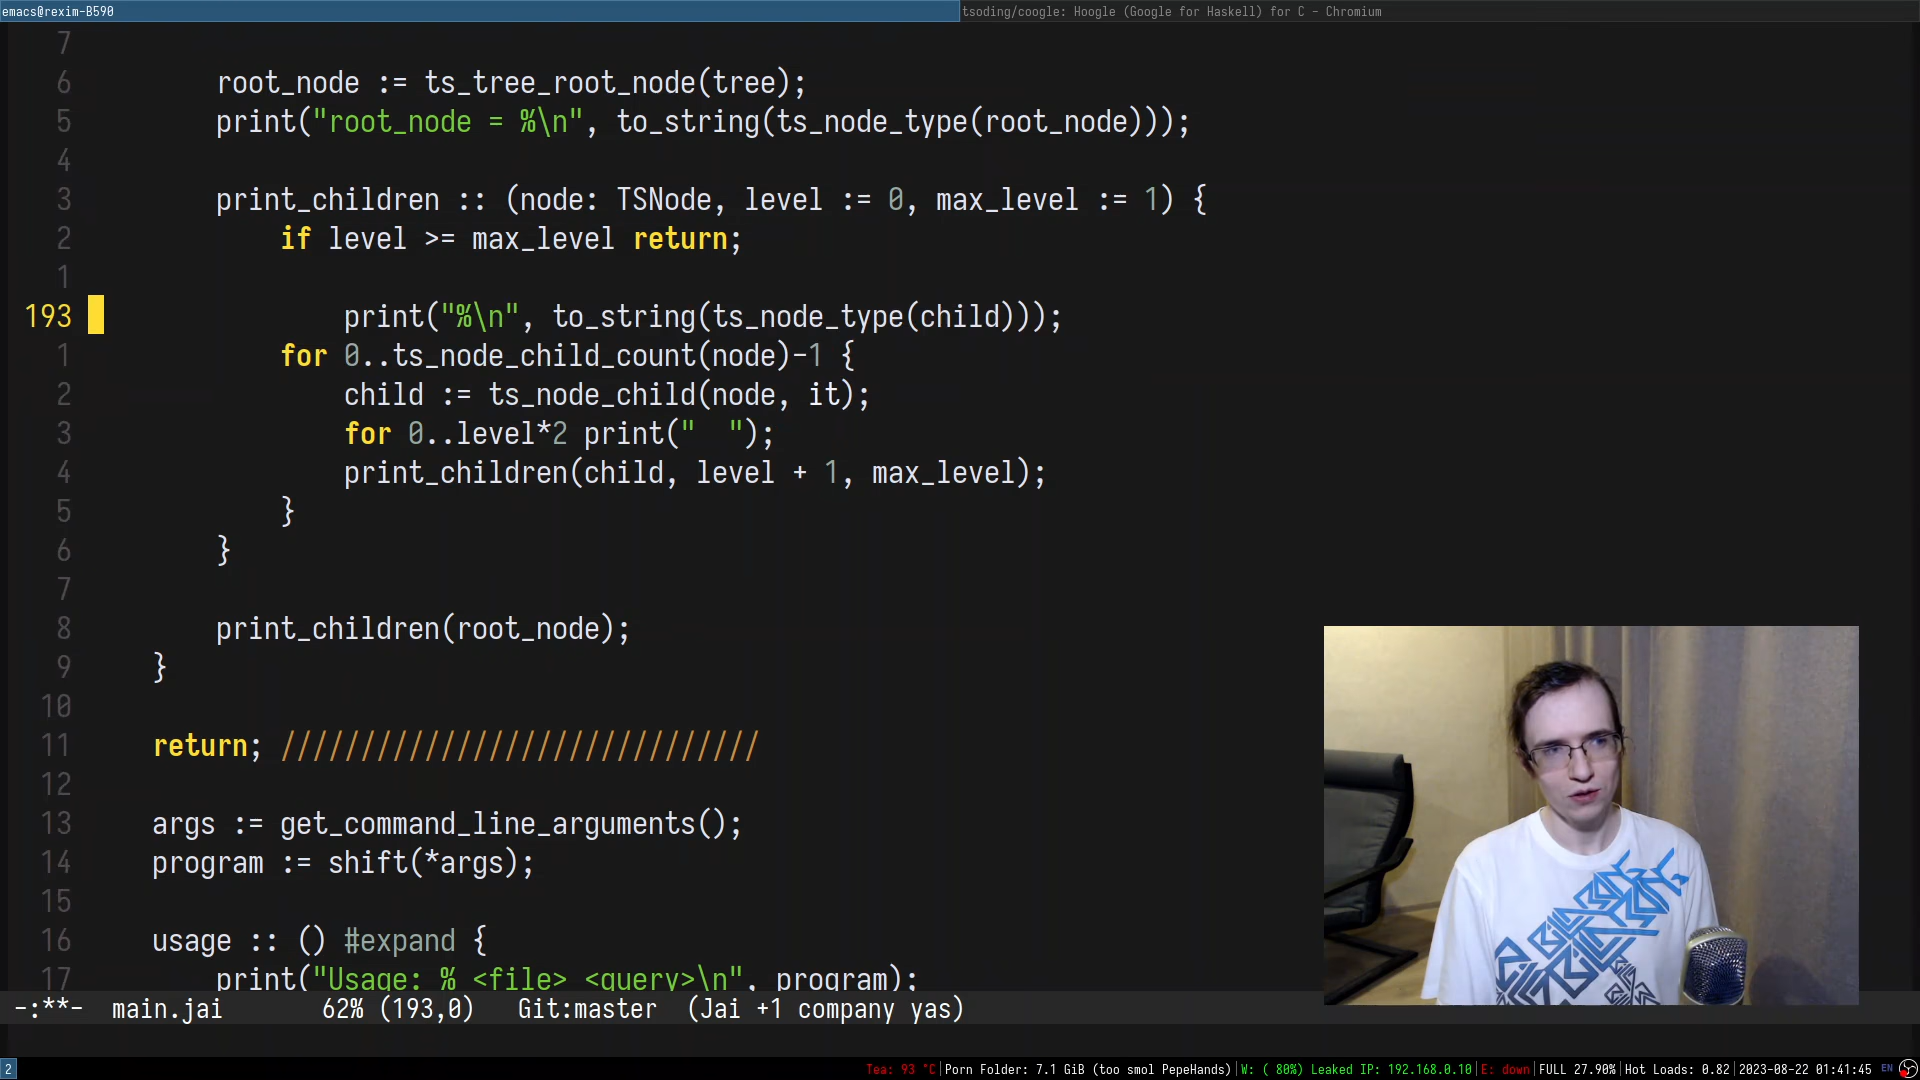 emacs@rexim-B590
tsoding/coogle: Hoogle (Google for Haskell) for C - Chromium
7
6 root_node := ts_tree_root_node(tree);
5 print("root_node = %\n", to_string(ts_node_type(root_node)));
4
3 print_children :: (node: TSNode, level := 0, max_level := 1) {
2 if level >= max_level return;
1
193 print("%\n", to_string(ts_node_type(child)));
1 for 0..ts_node_child_count(node)-1 {
2 child := ts_node_child(node, it);
3 for 0..level*2 print("  ");
4 print_children(child, level + 1, max_level);
5 }
6 }
7
8 print_children(root_node);
9 }
10
11 return; //////////////////////////////
12
13 args := get_command_line_arguments();
14 program := shift(*args);
15
16 usage :: () #expand {
17 print("Usage: % <file> <query>\n", program);
-:**- main.jai 62% (193,0) Git:master (Jai +1 company yas)
2
Tea: 93 °C|Porn Folder: 7.1 GiB (too smol PepeHands)|W: ( 80%) Leaked IP: 192.168.0.10|E: down|FULL 27.90%|Hot Loads: 0.82|2023-08-22 01:41:45 EN